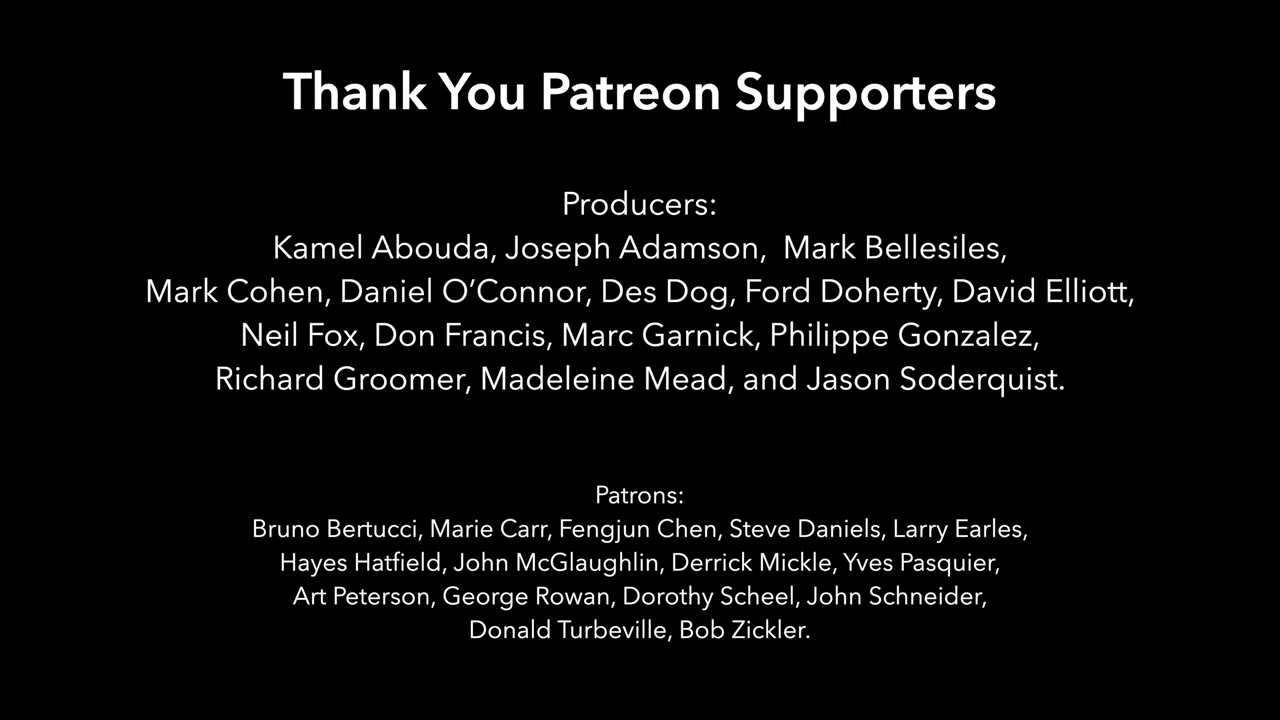 Thank You Patreon Supporters
Producers:
Kamel Abouda, Joseph Adamson,  Mark Bellesiles,
Mark Cohen, Daniel O’Connor, Des Dog, Ford Doherty, David Elliott,
Neil Fox, Don Francis, Marc Garnick, Philippe Gonzalez,
Richard Groomer, Madeleine Mead, and Jason Soderquist.
Patrons:
Bruno Bertucci, Marie Carr, Fengjun Chen, Steve Daniels, Larry Earles,
Hayes Hatfield, John McGlaughlin, Derrick Mickle, Yves Pasquier,
Art Peterson, George Rowan, Dorothy Scheel, John Schneider,
Donald Turbeville, Bob Zickler.